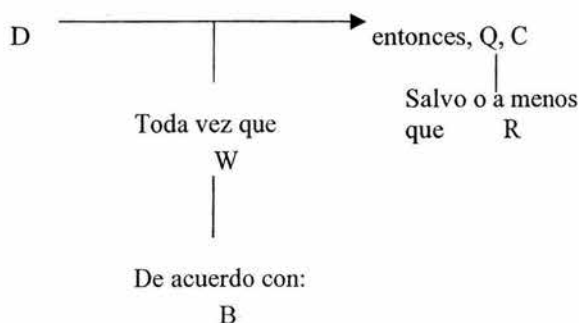 D
entonces, Q, C
Salvo o a menos
que R
Toda vez que
W
De acuerdo con:
B